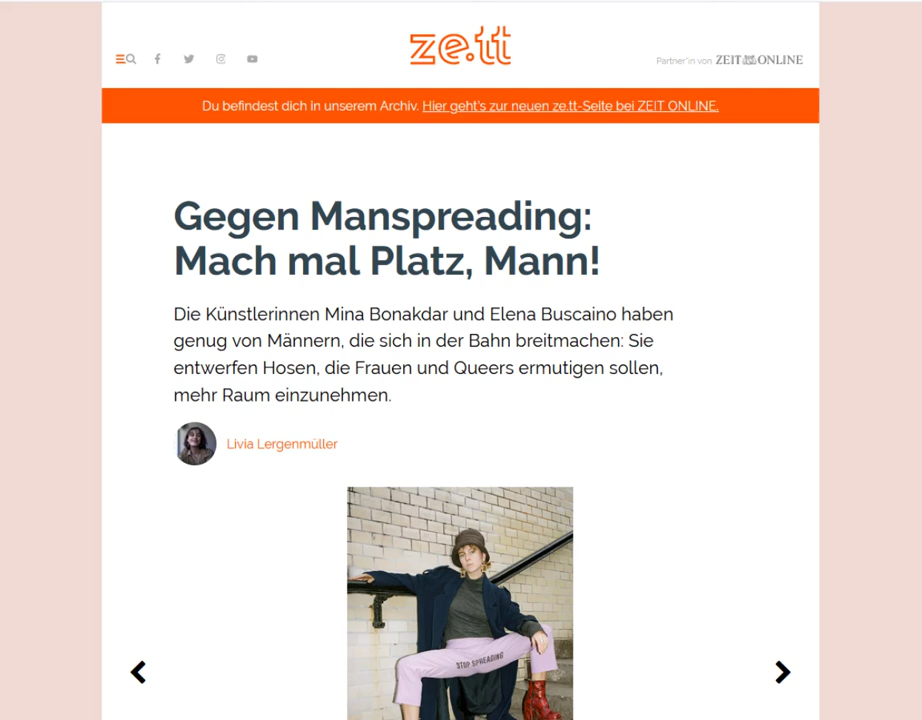 ze.tt
Partner*in von ZEIT ONLINE
Du befindest dich in unserem Archiv. Hier geht's zur neuen ze.tt-Seite bei ZEIT ONLINE.
Gegen Manspreading:
Mach mal Platz, Mann!
Die Künstlerinnen Mina Bonakdar und Elena Buscaino haben
genug von Männern, die sich in der Bahn breitmachen: Sie
entwerfen Hosen, die Frauen und Queers ermutigen sollen,
mehr Raum einzunehmen.
Livia Lergenmüller
STOP SPREADING